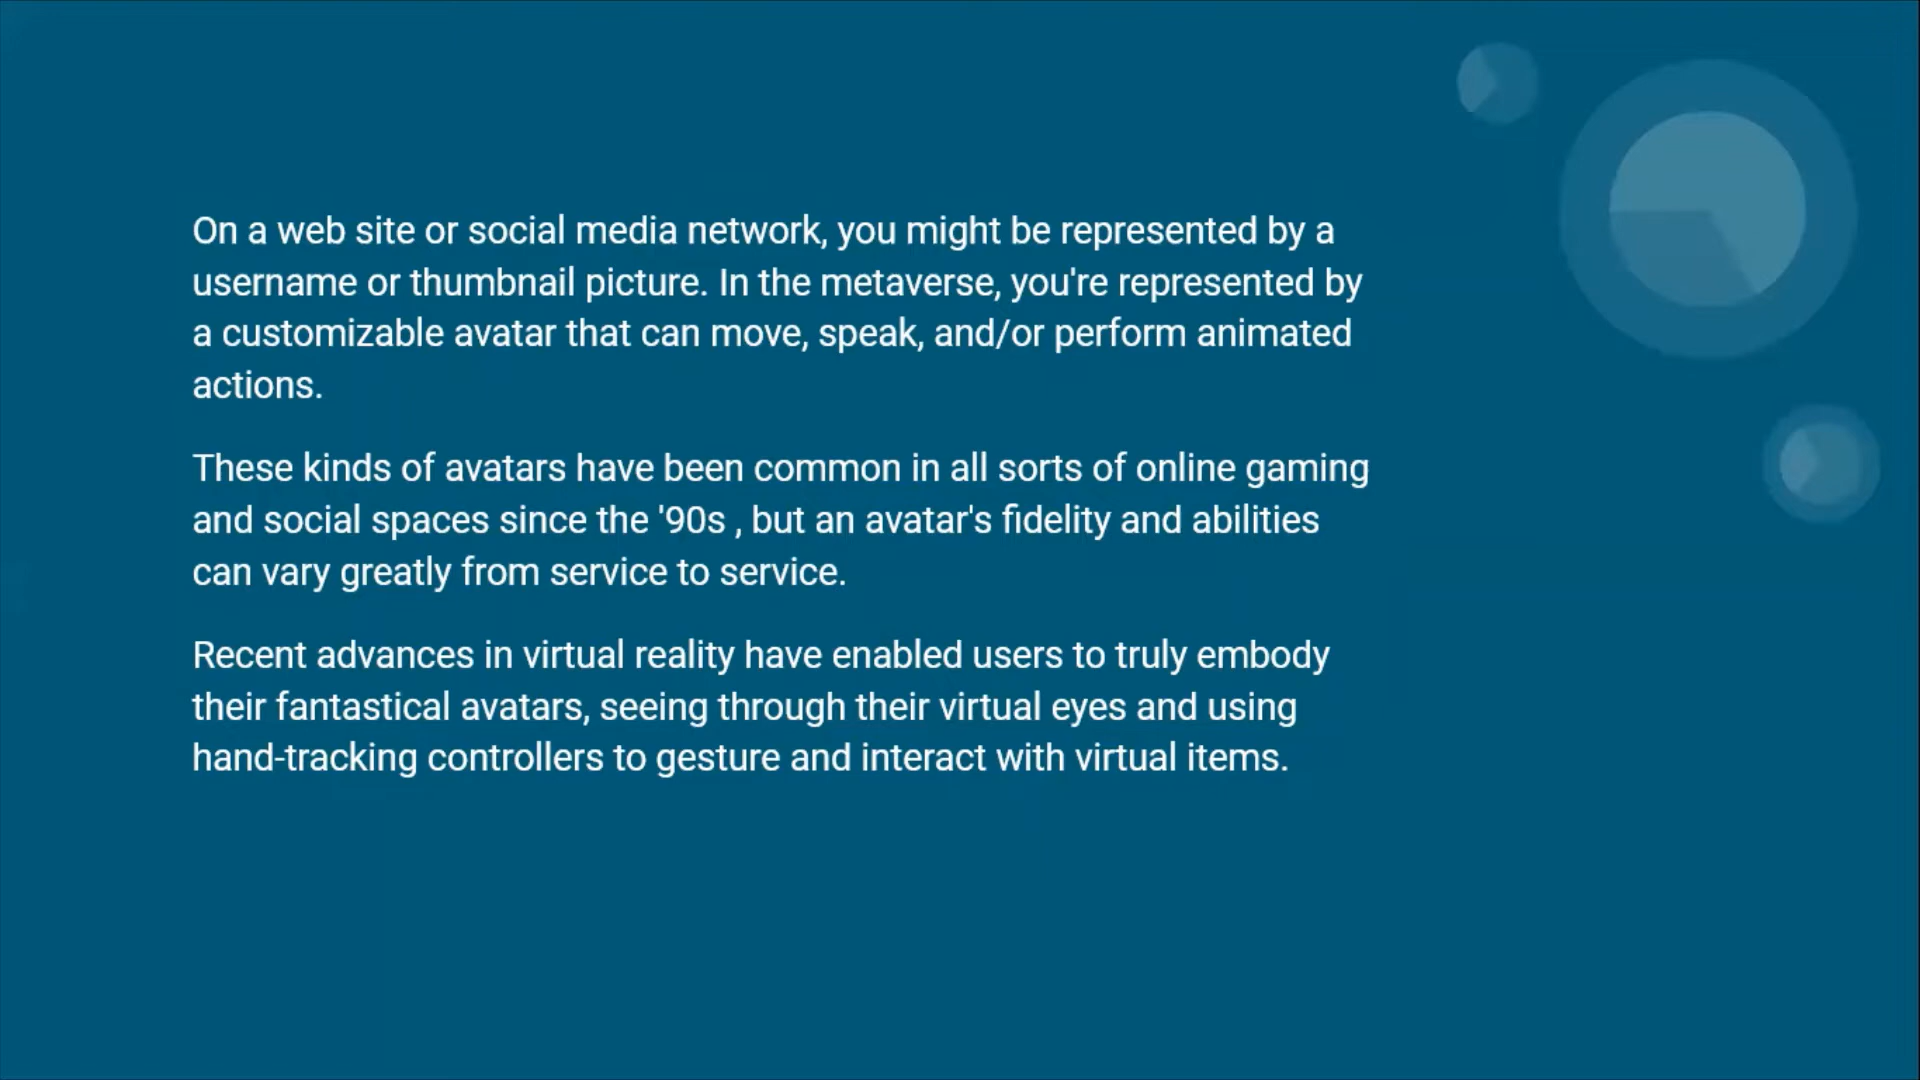 On a web site or social media network, you might be represented by a
username or thumbnail picture. In the metaverse, you're represented by
a customizable avatar that can move, speak, and/or perform animated
actions.
These kinds of avatars have been common in all sorts of online gaming
and social spaces since the '90s , but an avatar's fidelity and abilities
can vary greatly from service to service.
Recent advances in virtual reality have enabled users to truly embody
their fantastical avatars, seeing through their virtual eyes and using
hand-tracking controllers to gesture and interact with virtual items.